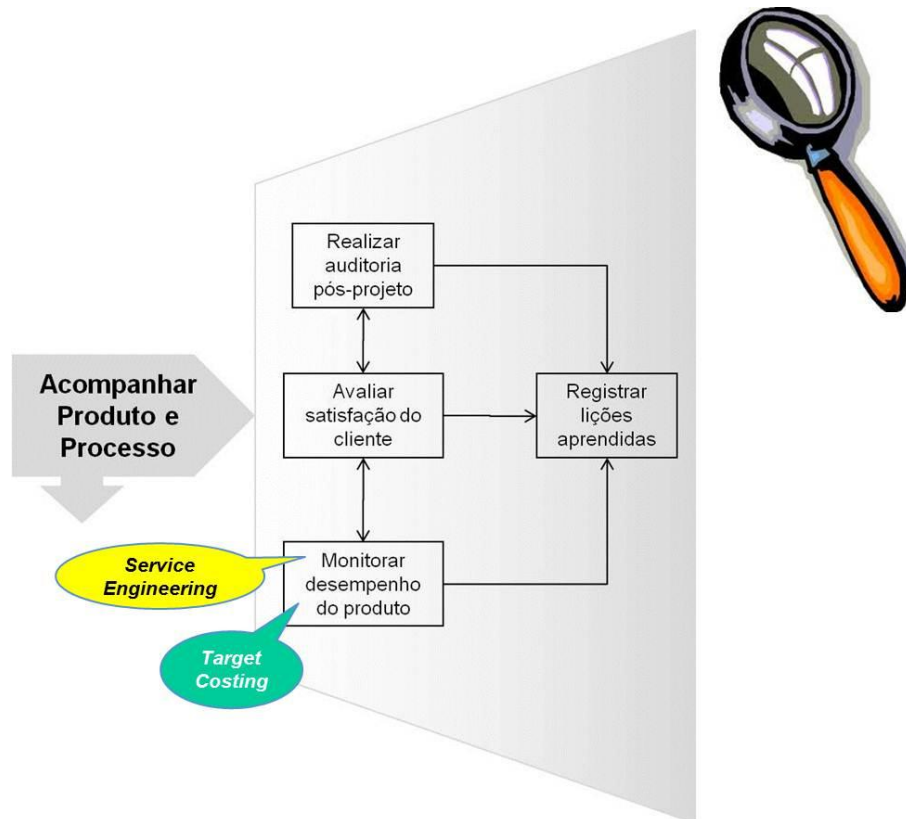 Realizar
auditoria
pós-projeto
Acompanhar
Produto e
Processo
Avaliar
satisfação do
cliente
Registrar
lições
aprendidas
Service
Engineering
Monitorar
desempenho
do produto
Target
Costing